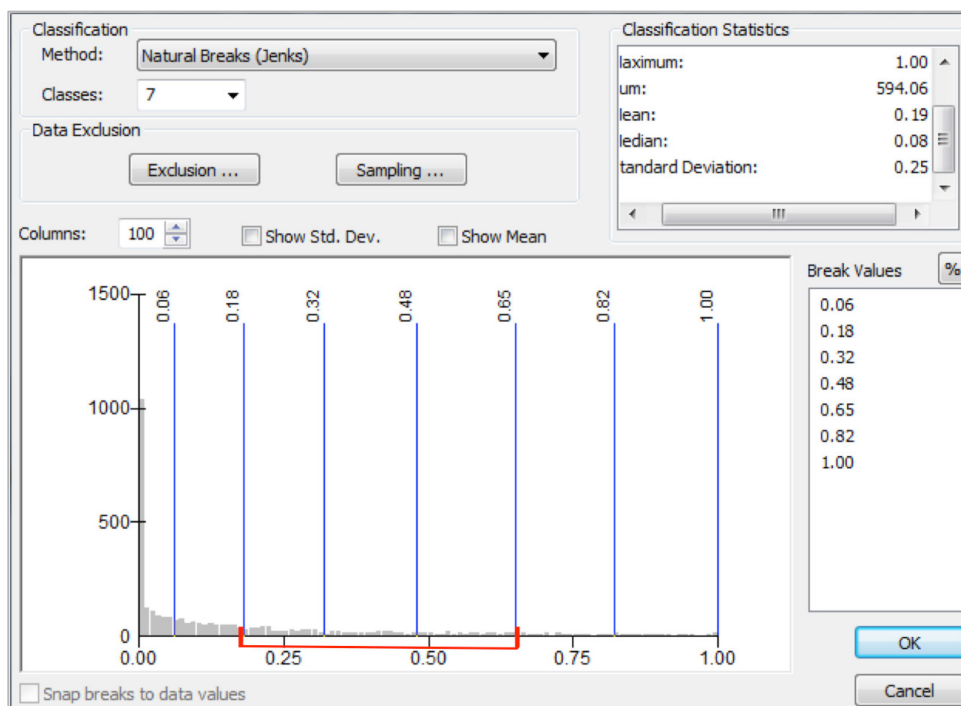 Classification
Method: Natural Breaks (Jenks)
Classes: 7
Data Exclusion
Exclusion ... Sampling ...
Classification Statistics
laximum: 1.00
um: 594.06
lean: 0.19
ledian: 0.08
tandard Deviation: 0.25
Columns: 100 Show Std. Dev. Show Mean
1500
1000
500
0
0.06 0.18 0.32 0.48 0.65 0.82 1.00
0.00 0.25 0.50 0.75 1.00
Break Values %
0.06
0.18
0.32
0.48
0.65
0.82
1.00
Snap breaks to data values
OK
Cancel